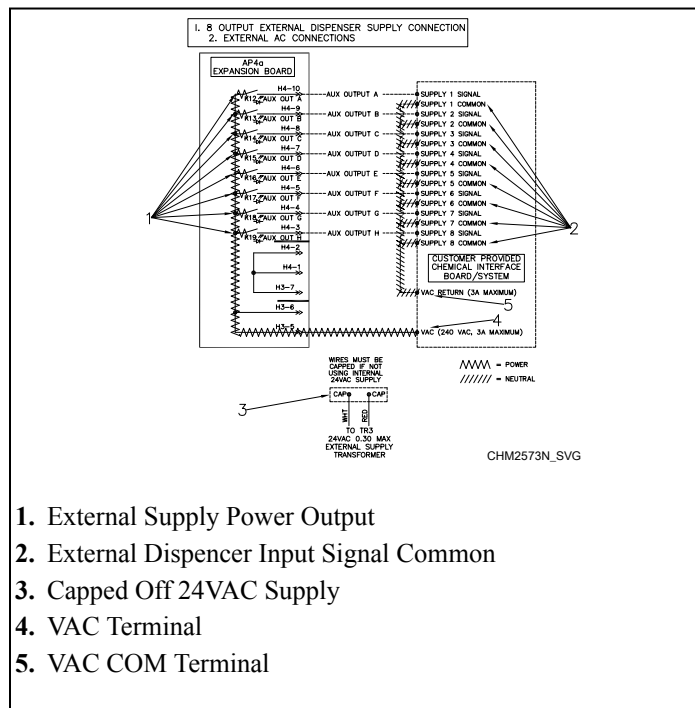 1. 8 OUTPUT EXTERNAL DISPENSER SUPPLY CONNECTION
2. EXTERNAL AC CONNECTIONS
AP4a
EXPANSION BOARD
H4-10
K12 AUX OUT A
AUX OUTPUT A
SUPPLY 1 SIGNAL
SUPPLY 1 COMMON
H4-9
K13 AUX OUT B
AUX OUTPUT B
SUPPLY 2 SIGNAL
SUPPLY 2 COMMON
H4-8
K14 AUX OUT C
AUX OUTPUT C
SUPPLY 3 SIGNAL
SUPPLY 3 COMMON
H4-7
K15 AUX OUT D
AUX OUTPUT D
SUPPLY 4 SIGNAL
SUPPLY 4 COMMON
H4-6
K16 AUX OUT E
AUX OUTPUT E
SUPPLY 5 SIGNAL
SUPPLY 5 COMMON
H4-5
K17 AUX OUT F
AUX OUTPUT F
SUPPLY 6 SIGNAL
SUPPLY 6 COMMON
H4-4
K18 AUX OUT G
AUX OUTPUT G
SUPPLY 7 SIGNAL
SUPPLY 7 COMMON
H4-3
K19 AUX OUT H
AUX OUTPUT H
SUPPLY 8 SIGNAL
SUPPLY 8 COMMON
1
2
H4-2
H4-1
H3-7
H3-6
H3-5
CUSTOMER PROVIDED
CHEMICAL INTERFACE
BOARD/SYSTEM
VAC RETURN (3A MAXIMUM)
5
4
VAC (240 VAC, 3A MAXIMUM)
WIRES MUST BE
CAPPED IF NOT
USING INTERNAL
24VAC SUPPLY
CAP CAP
3
WHT
RED
TO TR3
24VAC 0.30 MAX
EXTERNAL SUPPLY
TRANSFORMER
= POWER
= NEUTRAL
CHM2573N_SVG
1. External Supply Power Output
2. External Dispencer Input Signal Common
3. Capped Off 24VAC Supply
4. VAC Terminal
5. VAC COM Terminal